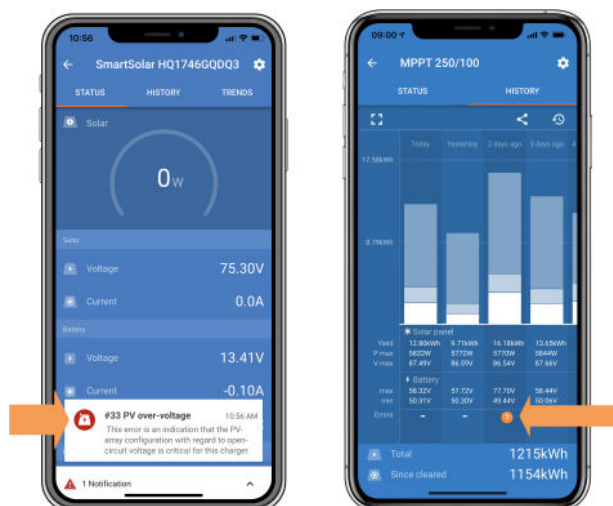 10:56
SmartSolar HQ1746GQDQ3
STATUS HISTORY TRENDS
Solar
0W
Solar
Voltage 75.30V
Current 0.0A
Battery
Voltage 13.41V
Current -0.10A
#33 PV over-voltage 10:56 AM
This error is an indication that the PV-
array configuration with regard to open-
circuit voltage is critical for this charger.
1 Notification
09:00
MPPT 250/100
STATUS HISTORY
Today Yesterday 2 days ago 3 days ago 4
17.58kWh
8.79kWh
Solar panel
Yield 12.80kWh 9.71kWh 16.18kWh 13.65kWh
P max 5832W 5772W 5770W 5844W
V max 87.49V 86.59V 86.54V 87.66V
Battery
max 58.32V 57.72V 77.70V 58.44V
min 50.31V 50.30V 49.44V 50.06V
Errors – – 1
Total 1215kWh
Since cleared 1154kWh